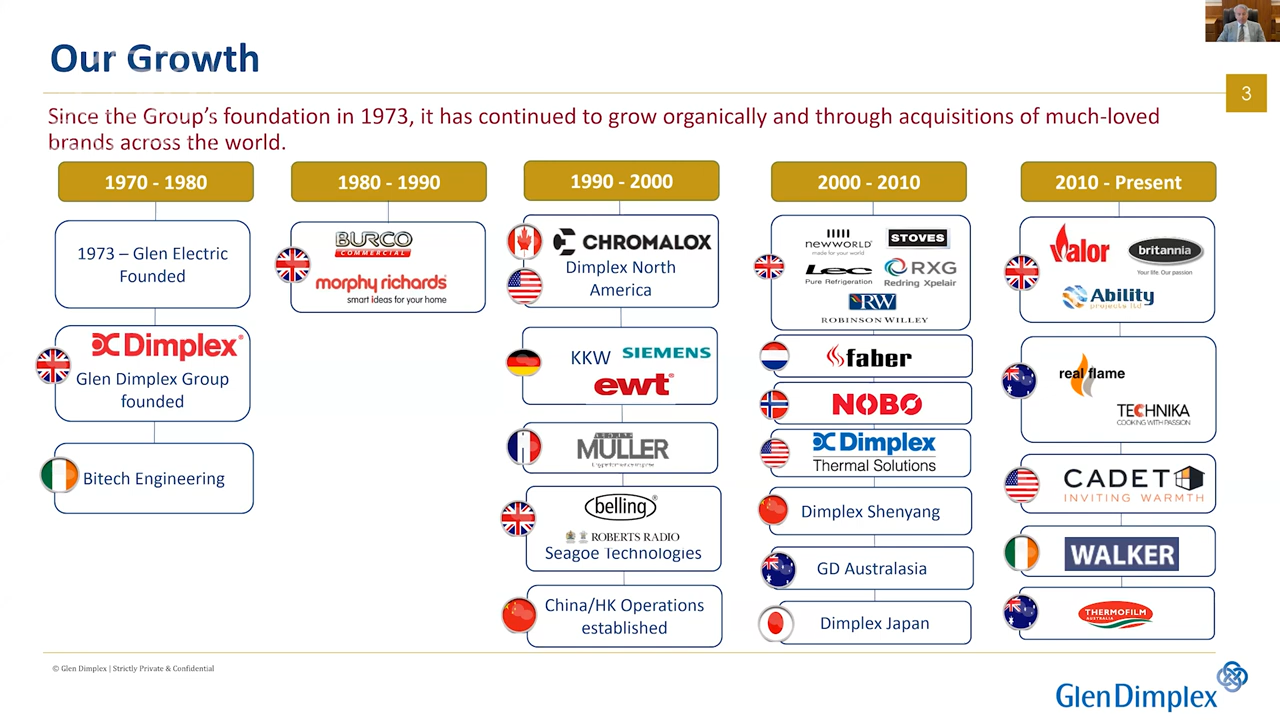 Our Growth
3
Since the Group's foundation in 1973, it has continued to grow organically and through acquisitions of much-loved
brands across the world.
1970 - 1980
1973 – Glen Electric
Founded
Dimplex®
Glen Dimplex Group
founded
Bitech Engineering
1980 - 1990
BURCO
COMMERCIAL
morphy richards®
smart ideas for your home
1990 - 2000
CHROMALOX
Dimplex North
America
KKW SIEMENS
ewt®
MULLER
belling®
ROBERTS RADIO
Seagoe Technologies
China/HK Operations
established
2000 - 2010
newworld
made for your world
STOVES
Lec
Pure Refrigeration
RXG
Redring Xpelair
RW
ROBINSON WILLEY
faber
NOBO
Dimplex
Thermal Solutions
Dimplex Shenyang
GD Australasia
Dimplex Japan
2010 - Present
Valor
britannia
Your life. Our passion
Ability
projects ltd
real flame
TECHNIKA
COOKING WITH PASSION
CADET
INVITING WARMTH
WALKER
THERMOFILM
AUSTRALIA
© Glen Dimplex | Strictly Private & Confidential
GlenDimplex